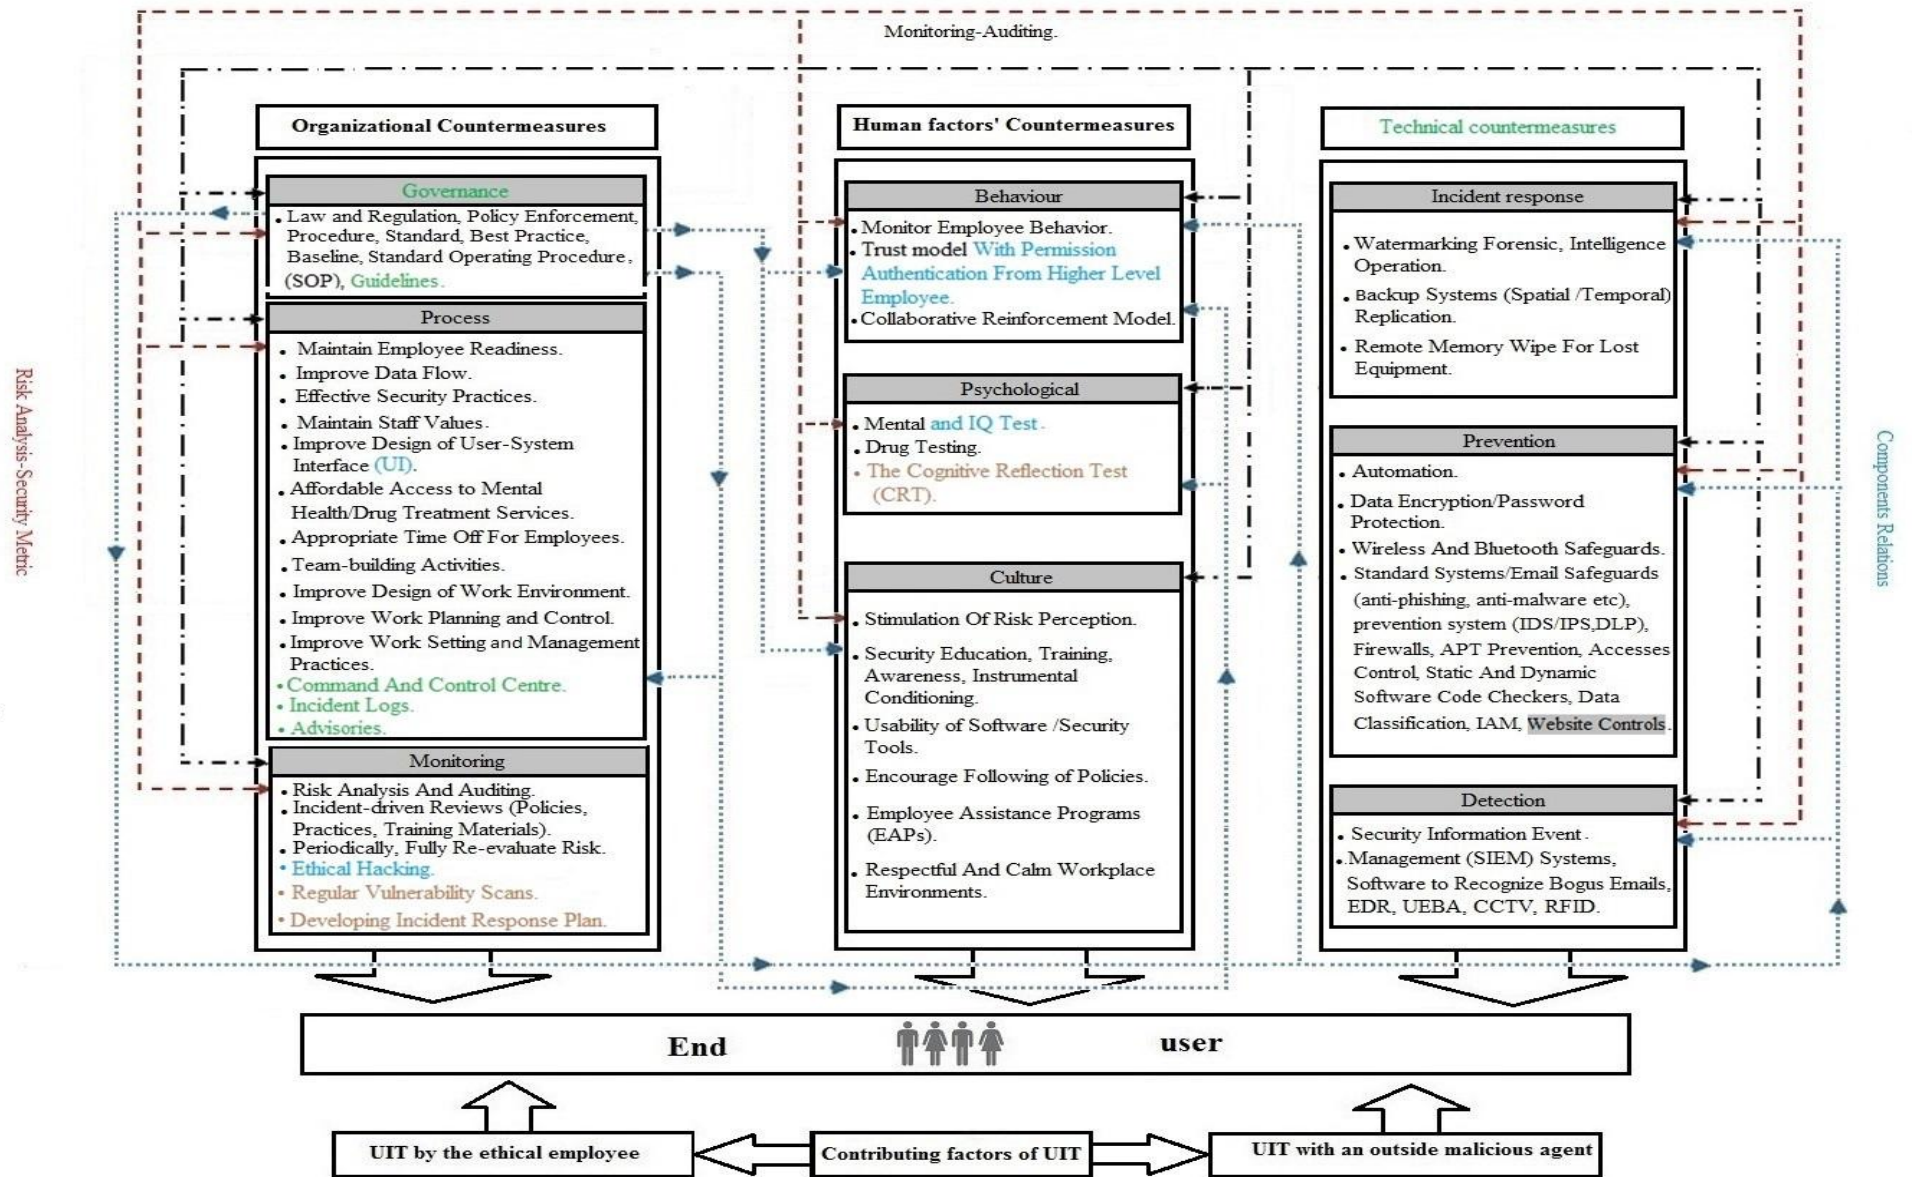 Monitoring-Auditing.
Risk Analysis-Security Metric
Organizational Countermeasures
Governance
• Law and Regulation, Policy Enforcement,
Procedure, Standard, Best Practice,
Baseline, Standard Operating Procedure,
(SOP), Guidelines.
Process
• Maintain Employee Readiness.
• Improve Data Flow.
• Effective Security Practices.
• Maintain Staff Values.
• Improve Design of User-System
Interface (UI).
• Affordable Access to Mental
Health/Drug Treatment Services.
• Appropriate Time Off For Employees.
• Team-building Activities.
• Improve Design of Work Environment.
• Improve Work Planning and Control.
• Improve Work Setting and Management
Practices.
• Command And Control Centre.
• Incident Logs.
• Advisories.
Monitoring
• Risk Analysis And Auditing.
• Incident-driven Reviews (Policies,
Practices, Training Materials).
• Periodically, Fully Re-evaluate Risk.
• Ethical Hacking.
• Regular Vulnerability Scans.
• Developing Incident Response Plan.
Human factors' Countermeasures
Behaviour
• Monitor Employee Behavior.
• Trust model With Permission
Authentication From Higher Level
Employee.
• Collaborative Reinforcement Model.
Psychological
• Mental and IQ Test.
• Drug Testing.
• The Cognitive Reflection Test
(CRT).
Culture
• Stimulation Of Risk Perception.
• Security Education, Training,
Awareness, Instrumental
Conditioning.
• Usability of Software /Security
Tools.
• Encourage Following of Policies.
• Employee Assistance Programs
(EAPs).
• Respectful And Calm Workplace
Environments.
Technical countermeasures
Incident response
• Watermarking Forensic, Intelligence
Operation.
• Backup Systems (Spatial /Temporal)
Replication.
• Remote Memory Wipe For Lost
Equipment.
Prevention
• Automation.
• Data Encryption/Password
Protection.
• Wireless And Bluetooth Safeguards.
• Standard Systems/Email Safeguards
(anti-phishing, anti-malware etc),
prevention system (IDS/IPS,DLP),
Firewalls, APT Prevention, Accesses
Control, Static And Dynamic
Software Code Checkers, Data
Classification, IAM, Website Controls.
Detection
• Security Information Event.
• .Management (SIEM) Systems,
Software to Recognize Bogus Emails,
EDR, UEBA, CCTV, RFID.
Components Relations
End user
UIT by the ethical employee
Contributing factors of UIT
UIT with an outside malicious agent